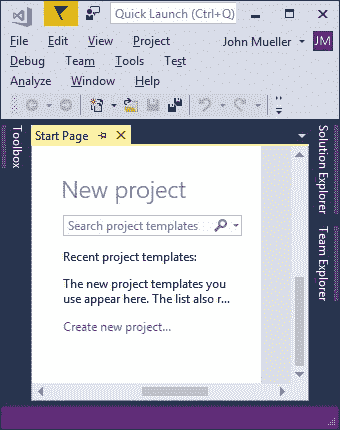 Quick Launch (Ctrl+Q)
File Edit View Project John Mueller JM
Debug Team Tools Test
Analyze Window Help
Toolbox
Start Page
Solution Explorer
Team Explorer
New project
Search project templates
Recent project templates:
The new project templates you
use appear here. The list also r...
Create new project...